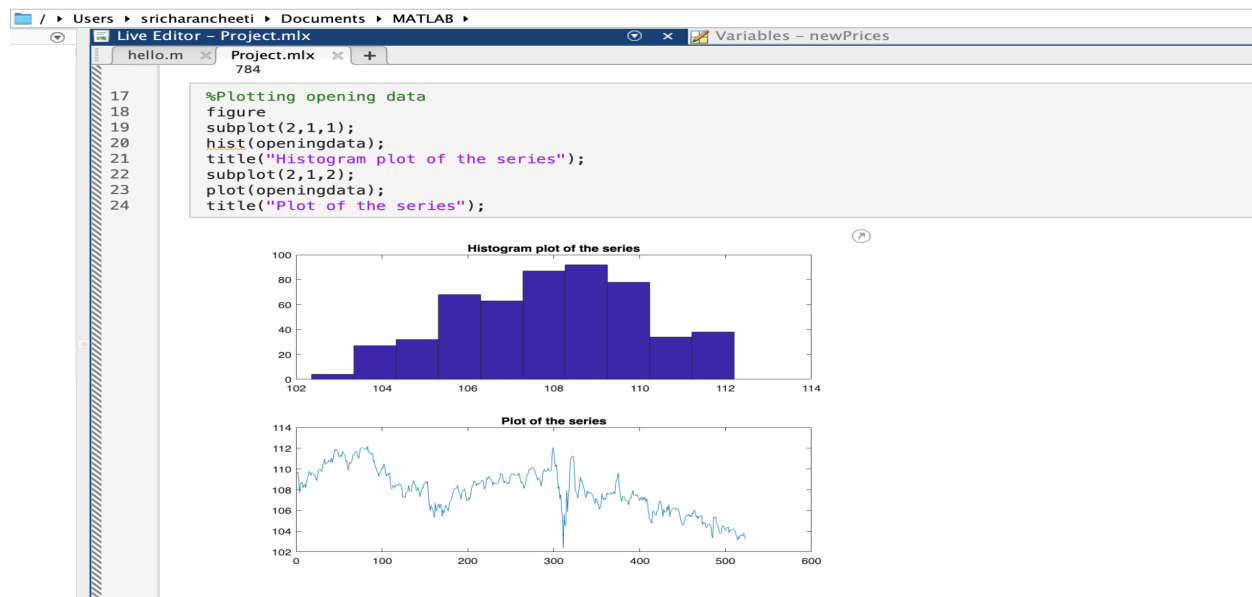 / ▸ Users ▸ sricharancheeti ▸ Documents ▸ MATLAB ▸
Live Editor – Project.mlx
Variables – newPrices
hello.m
Project.mlx
+
784
17 %Plotting opening data
18 figure
19 subplot(2,1,1);
20 hist(openingdata);
21 title("Histogram plot of the series");
22 subplot(2,1,2);
23 plot(openingdata);
24 title("Plot of the series");
Histogram plot of the series
100
80
60
40
20
0
102 104 106 108 110 112 114
Plot of the series
114
112
110
108
106
104
102
0 100 200 300 400 500 600